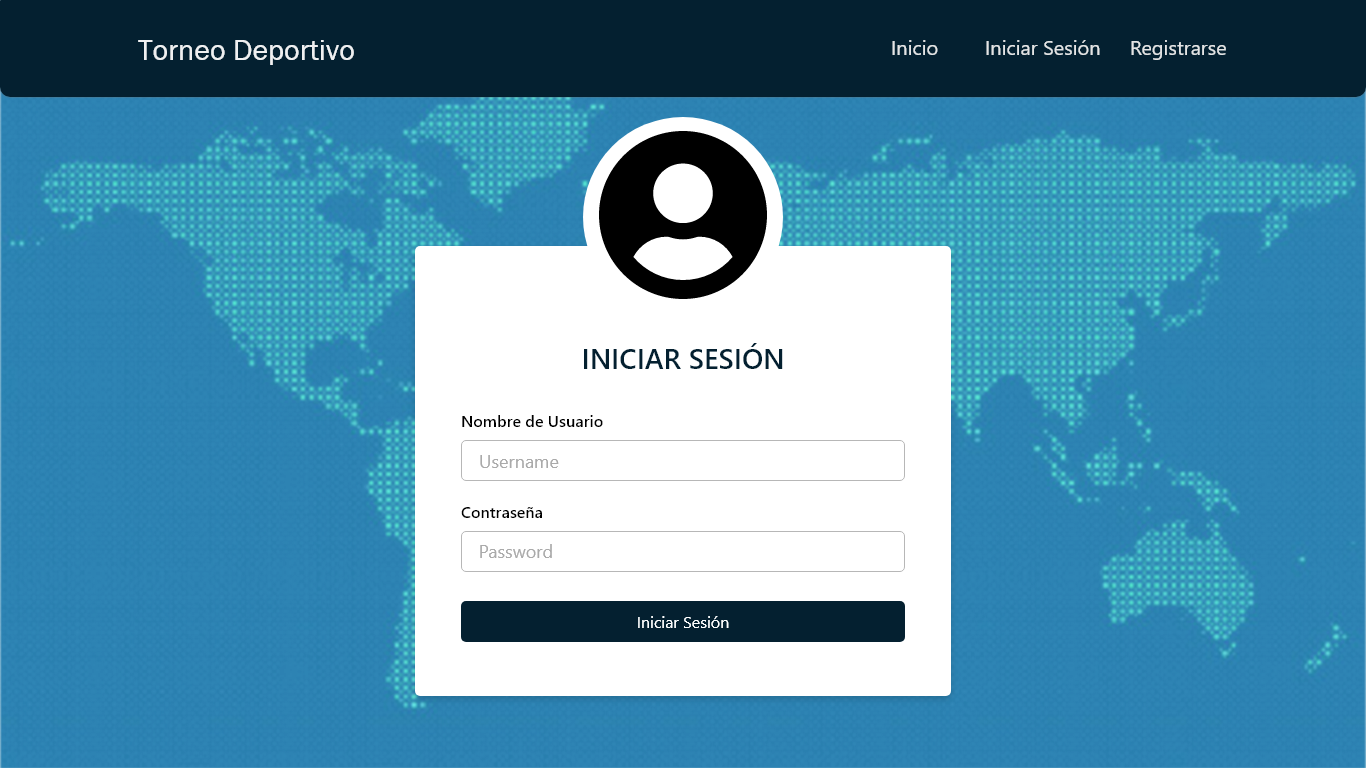 Torneo Deportivo
Inicio Iniciar Sesión Registrarse
INICIAR SESIÓN
Nombre de Usuario
Username
Contraseña
Password
Iniciar Sesión